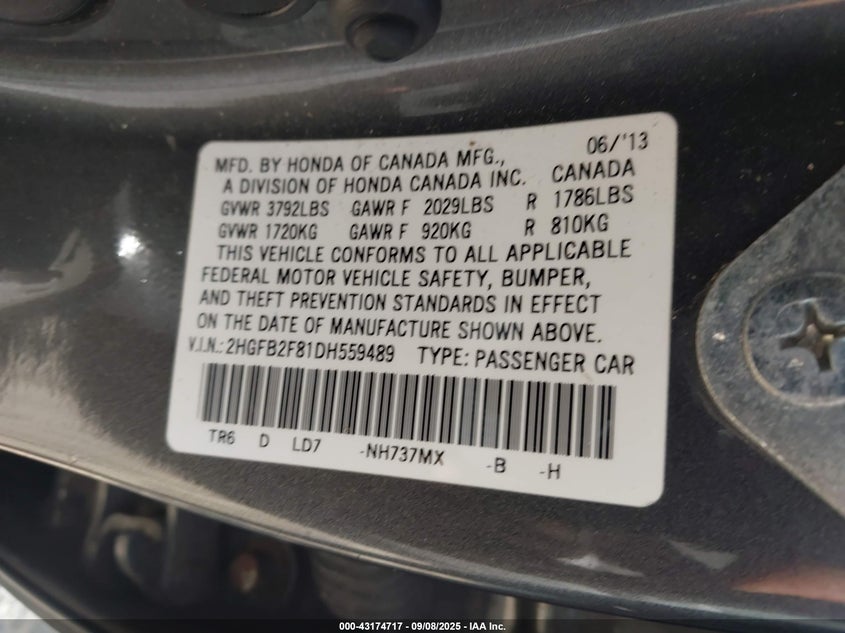 06/'13
MFD. BY HONDA OF CANADA MFG.,
A DIVISION OF HONDA CANADA INC. CANADA
GVWR 3792LBS GAWR F 2029LBS R 1786LBS
GVWR 1720KG GAWR F 920KG R 810KG
THIS VEHICLE CONFORMS TO ALL APPLICABLE
FEDERAL MOTOR VEHICLE SAFETY, BUMPER,
AND THEFT PREVENTION STANDARDS IN EFFECT
ON THE DATE OF MANUFACTURE SHOWN ABOVE.
V.I.N.:2HGFB2F81DH559489 TYPE: PASSENGER CAR
TR6 D LD7 -NH737MX -B -H
000-43174717 - 09/08/2025 - IAA Inc.